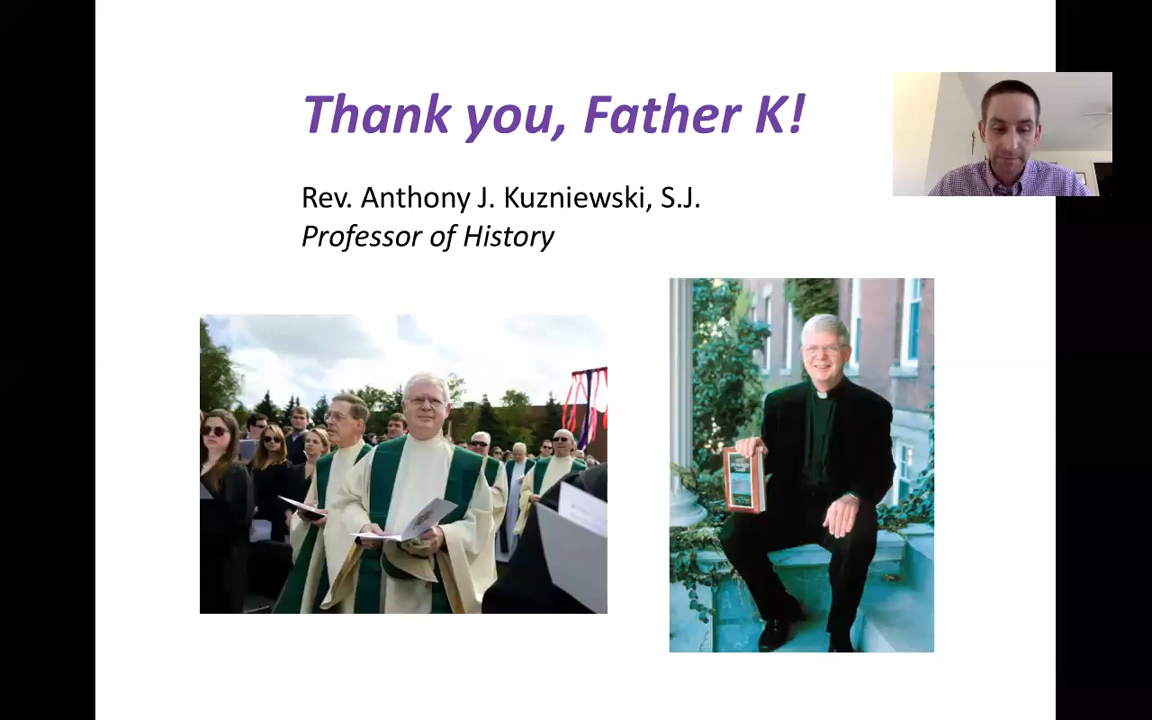 Thank you, Father K!
Rev. Anthony J. Kuzniewski, S.J.
Professor of History